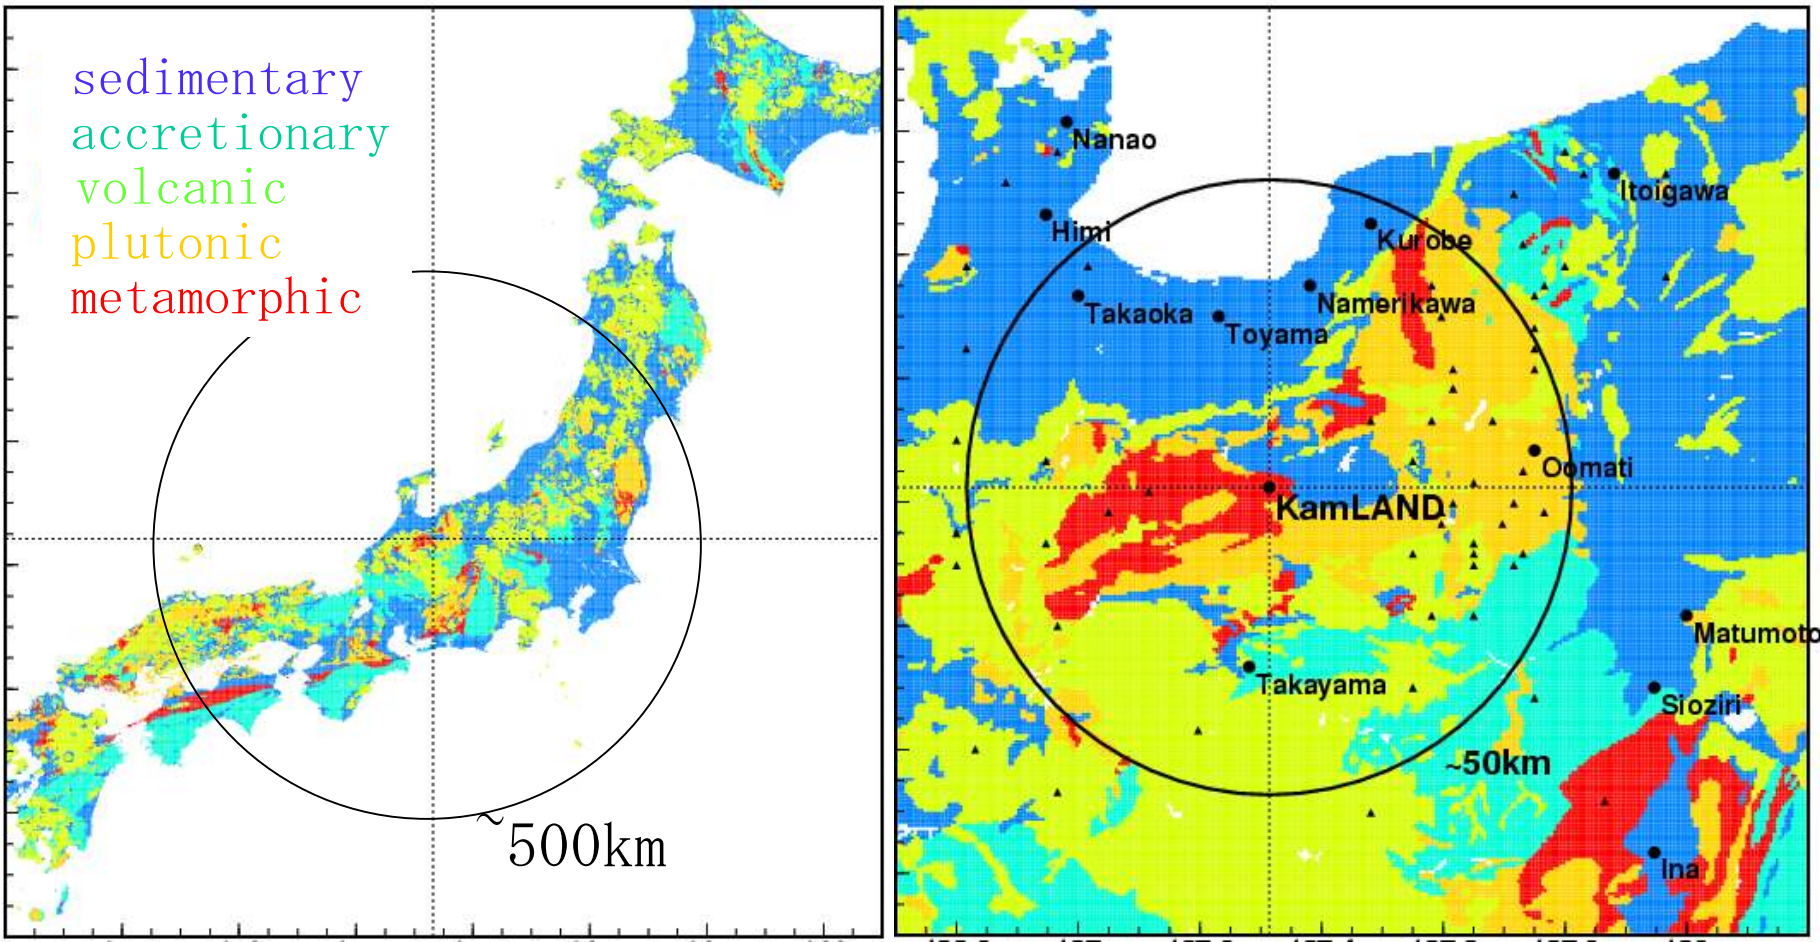 sedimentary
accretionary
volcanic
plutonic
metamorphic
~500km
Nanao
Itoigawa
Himi
Kurobe
Takaoka
Namerikawa
Toyama
Oomati
KamLAND
Matumoto
Takayama
Sioziri
~50km
Ina